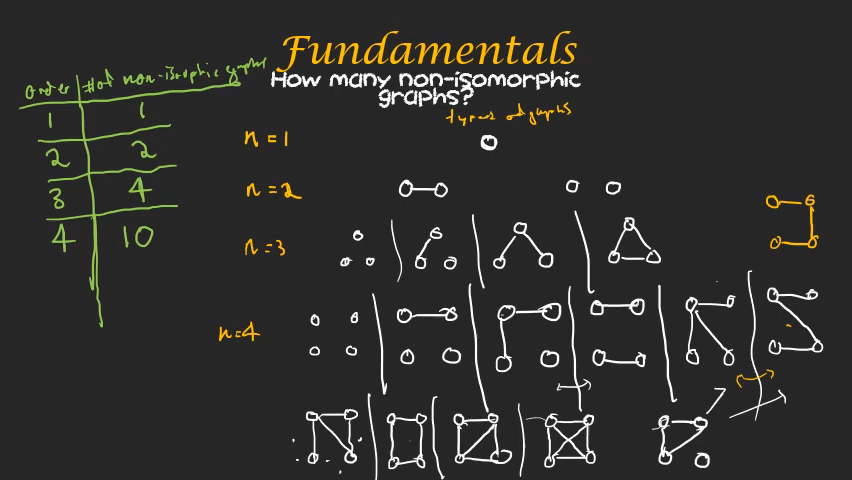 Fundamentals
How many non-isomorphic
graphs?
types of graphs
order # of non-isomorphic graphs
1 1
2 2
3 4
4 10
n = 1
n = 2
n = 3
n = 4